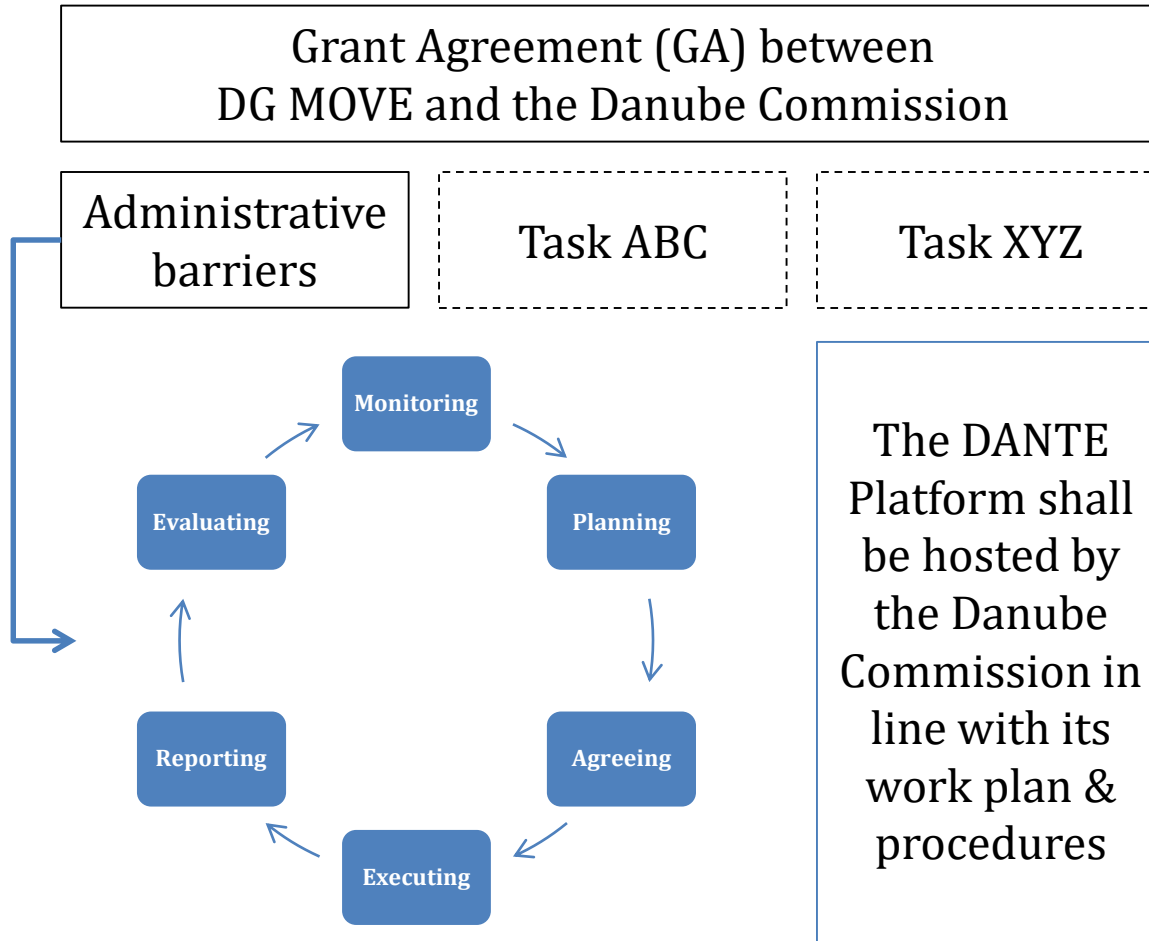 Grant Agreement (GA) between
DG MOVE and the Danube Commission
Administrative
barriers
Task ABC
Task XYZ
Monitoring
Planning
Agreeing
Executing
Reporting
Evaluating
The DANTE
Platform shall
be hosted by
the Danube
Commission in
line with its
work plan &
procedures